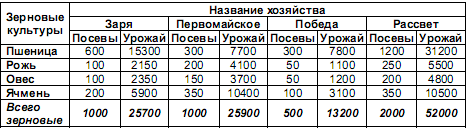 Зерновые культуры Название хозяйства
Заря Первомайское Победа Рассвет
Посевы Урожай Посевы Урожай Посевы Урожай Посевы Урожай
Пшеница 600 15300 300 7700 300 7800 1200 31200
Рожь 100 2150 200 4100 50 1100 250 5500
Овес 100 2350 150 3700 50 1200 200 4800
Ячмень 200 5900 350 10400 100 3100 350 10500
Всего зерновые 1000 25700 1000 25900 500 13200 2000 52000